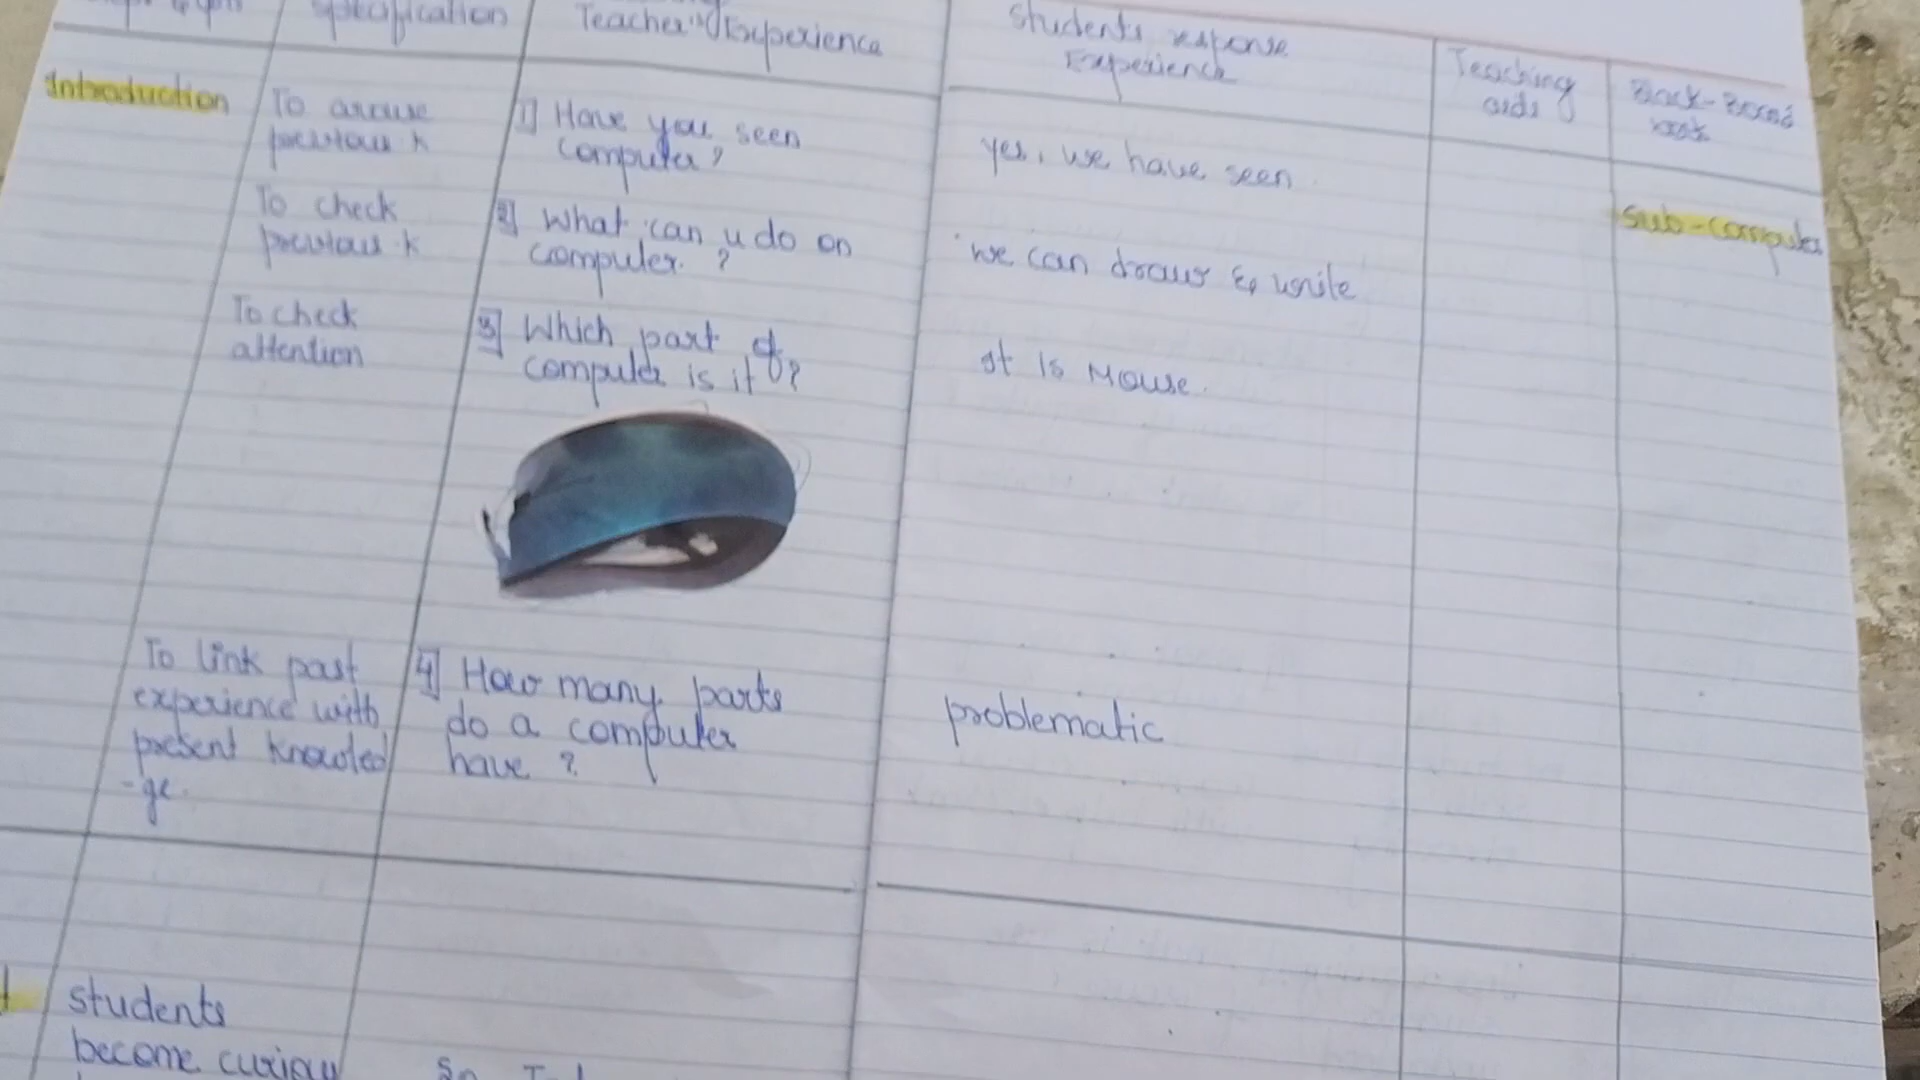 specification
Teacher's Experience
Students response
Experience
Teaching
aids
Black-Board
work
Introduction
To arouse
previous k
1] Have you seen
computer?
yes, we have seen
To check
previous k
2] What can u do on
computer ?
we can draw & write
Sub-computer
To check
attention
3] Which part of
computer is it ?
It is Mouse.
To link past
experience with
present knowled
-ge.
4] How many parts
do a computer
have ?
problematic
students
become curious
So